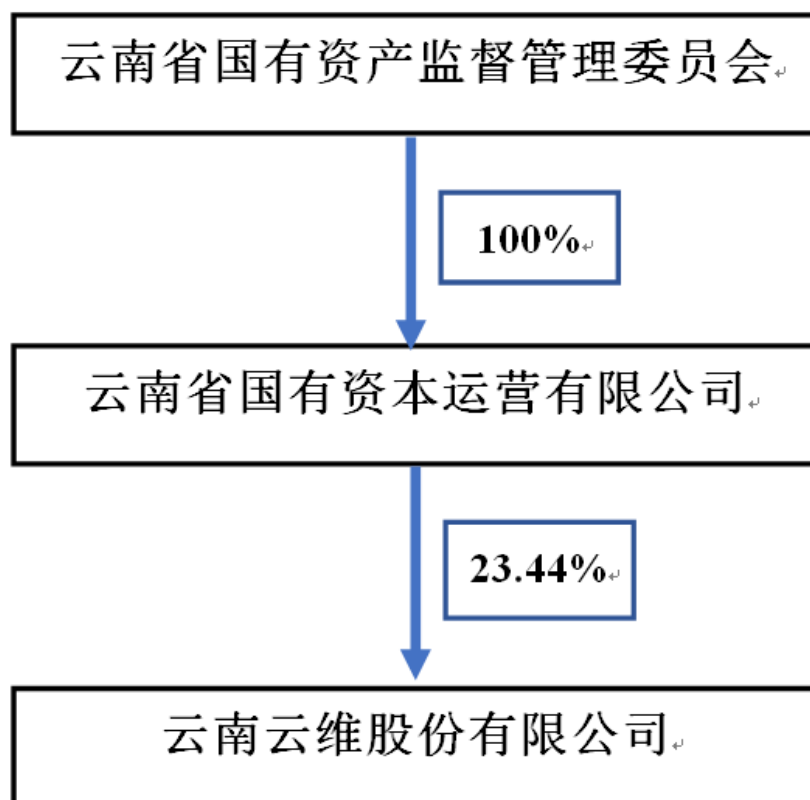 云南省国有资产监督管理委员会
100%
云南省国有资本运营有限公司
23.44%
云南云维股份有限公司